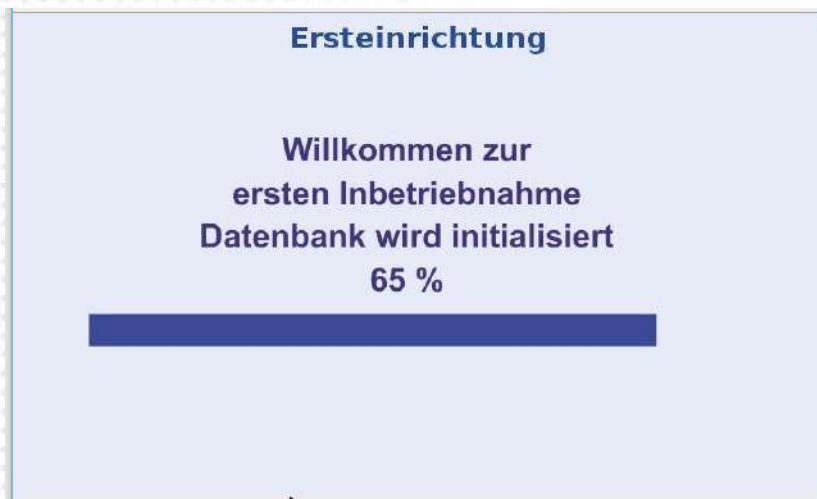 Ersteinrichtung
Willkommen zur
ersten Inbetriebnahme
Datenbank wird initialisiert
65 %